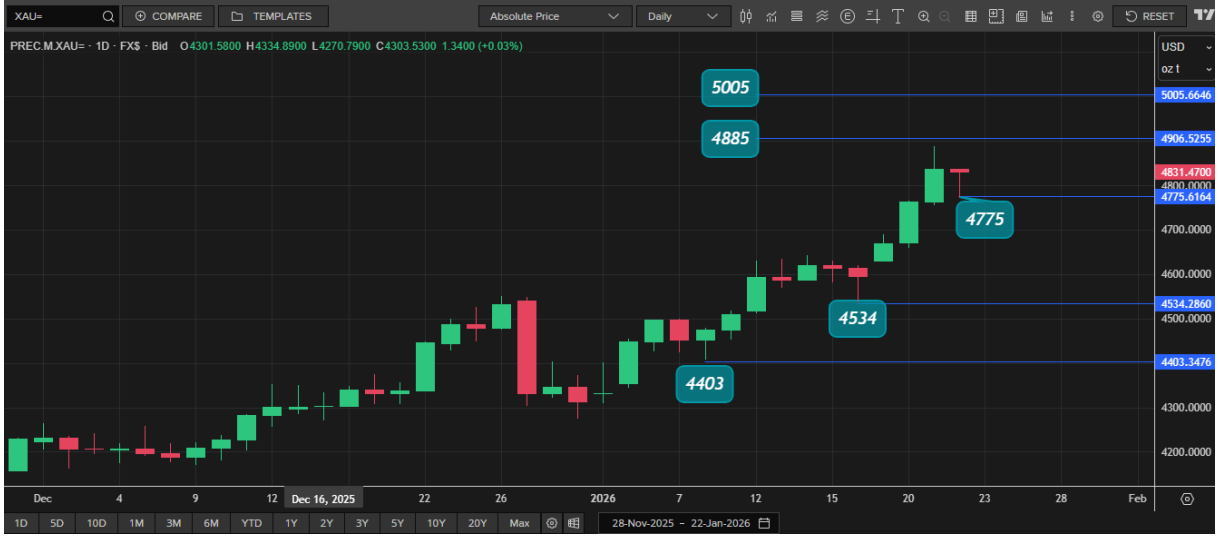 XAU= COMPARE TEMPLATES Absolute Price Daily E T RESET
PREC.M.XAU= · 1D · FX$ · Bid O4301.5800 H4334.8900 L4270.7900 C4303.5300 1.3400 (+0.03%)
USD
oz t
5005
5005.6646
4885
4906.5255
4831.4700
4800.0000
4775.6164
4775
4700.0000
4600.0000
4534
4534.2860
4500.0000
4403
4403.3476
4300.0000
4200.0000
Dec 4 9 12 Dec 16, 2025 22 26 2026 7 12 15 20 23 28 Feb
1D 5D 10D 1M 3M 6M YTD 1Y 2Y 3Y 5Y 10Y 20Y Max 28-Nov-2025 - 22-Jan-2026